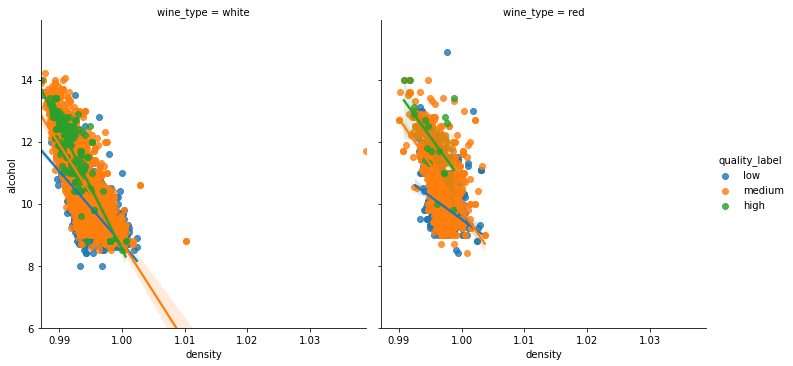 wine_type = white
wine_type = red
14
12
10
8
6
alcohol
0.99
1.00
1.01
1.02
1.03
density
0.99
1.00
1.01
1.02
1.03
density
quality_label
low
medium
high